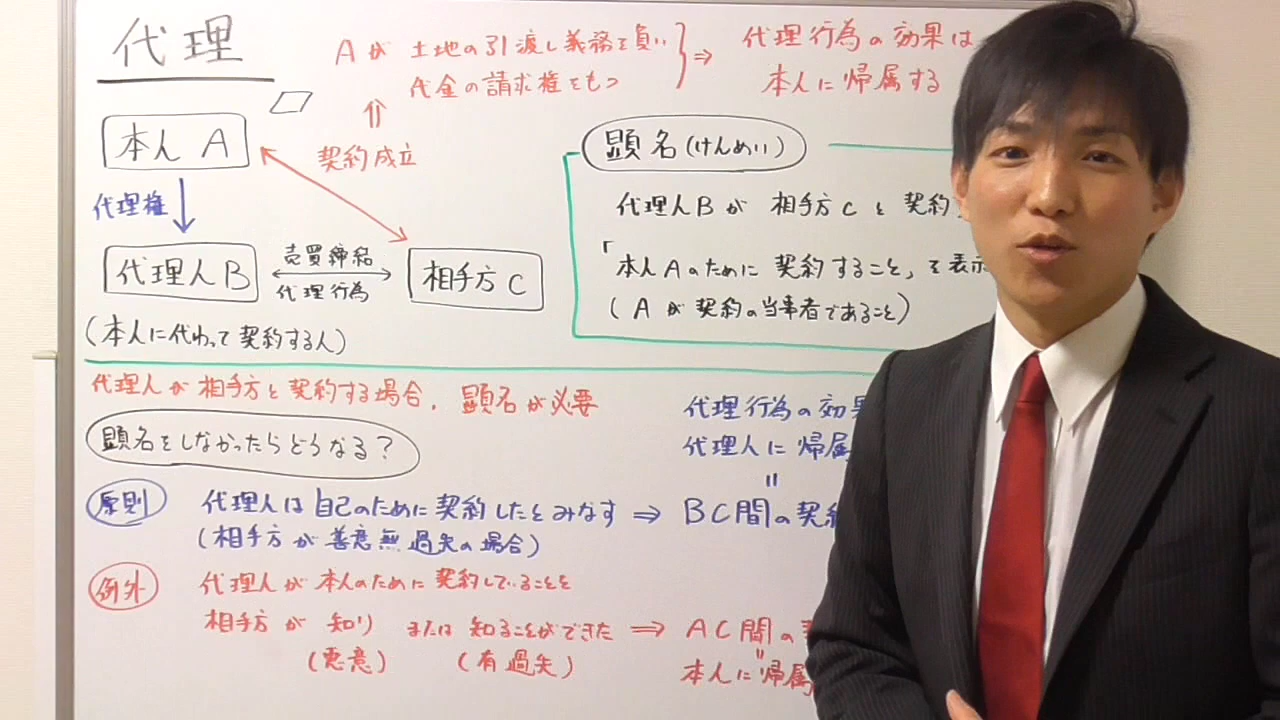 代理
Aが 土地の引渡し義務を負い
代金の請求権をもつ
⇒ 代理行為の効果は
本人に帰属する
⇑
契約成立
本人 A
代理権
代理人 B
売買締結
代理行為
相手方 C
(本人に代わって契約する人)
顕名(けんめい)
代理人Bが 相手方Cと 契約
「本人Aのために 契約すること」を表示
(Aが契約の当事者であること)
代理人が相手方と契約する場合、顕名が必要
顕名をしなかったらどうなる?
原則 代理人は自己のために契約したとみなす ⇒ BC間の契約
(相手方が善意無過失の場合)
代理行為の効果
代理人に帰属
=
例外 代理人が本人のために契約していることを
相手方が 知り または 知ることができた ⇒ AC間の
(悪意) (有過失)
=
本人に帰属